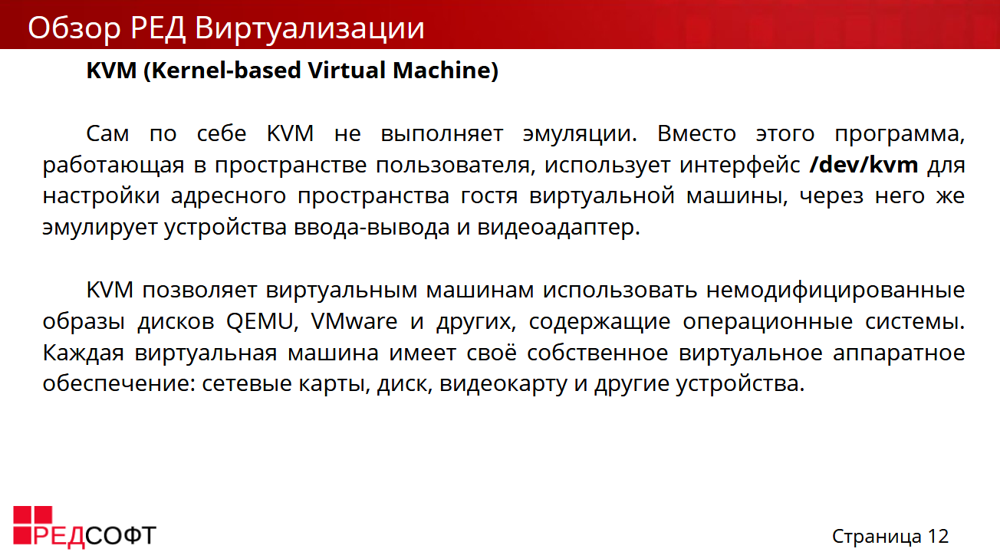 Обзор РЕД Виртуализации
KVM (Kernel-based Virtual Machine)
Сам по себе KVM не выполняет эмуляции. Вместо этого программа,
работающая в пространстве пользователя, использует интерфейс /dev/kvm для
настройки адресного пространства гостя виртуальной машины, через него же
эмулирует устройства ввода-вывода и видеоадаптер.
KVM позволяет виртуальным машинам использовать немодифицированные
образы дисков QEMU, VMware и других, содержащие операционные системы.
Каждая виртуальная машина имеет своё собственное виртуальное аппаратное
обеспечение: сетевые карты, диск, видеокарту и другие устройства.
РЕДСОФТ
Страница 12